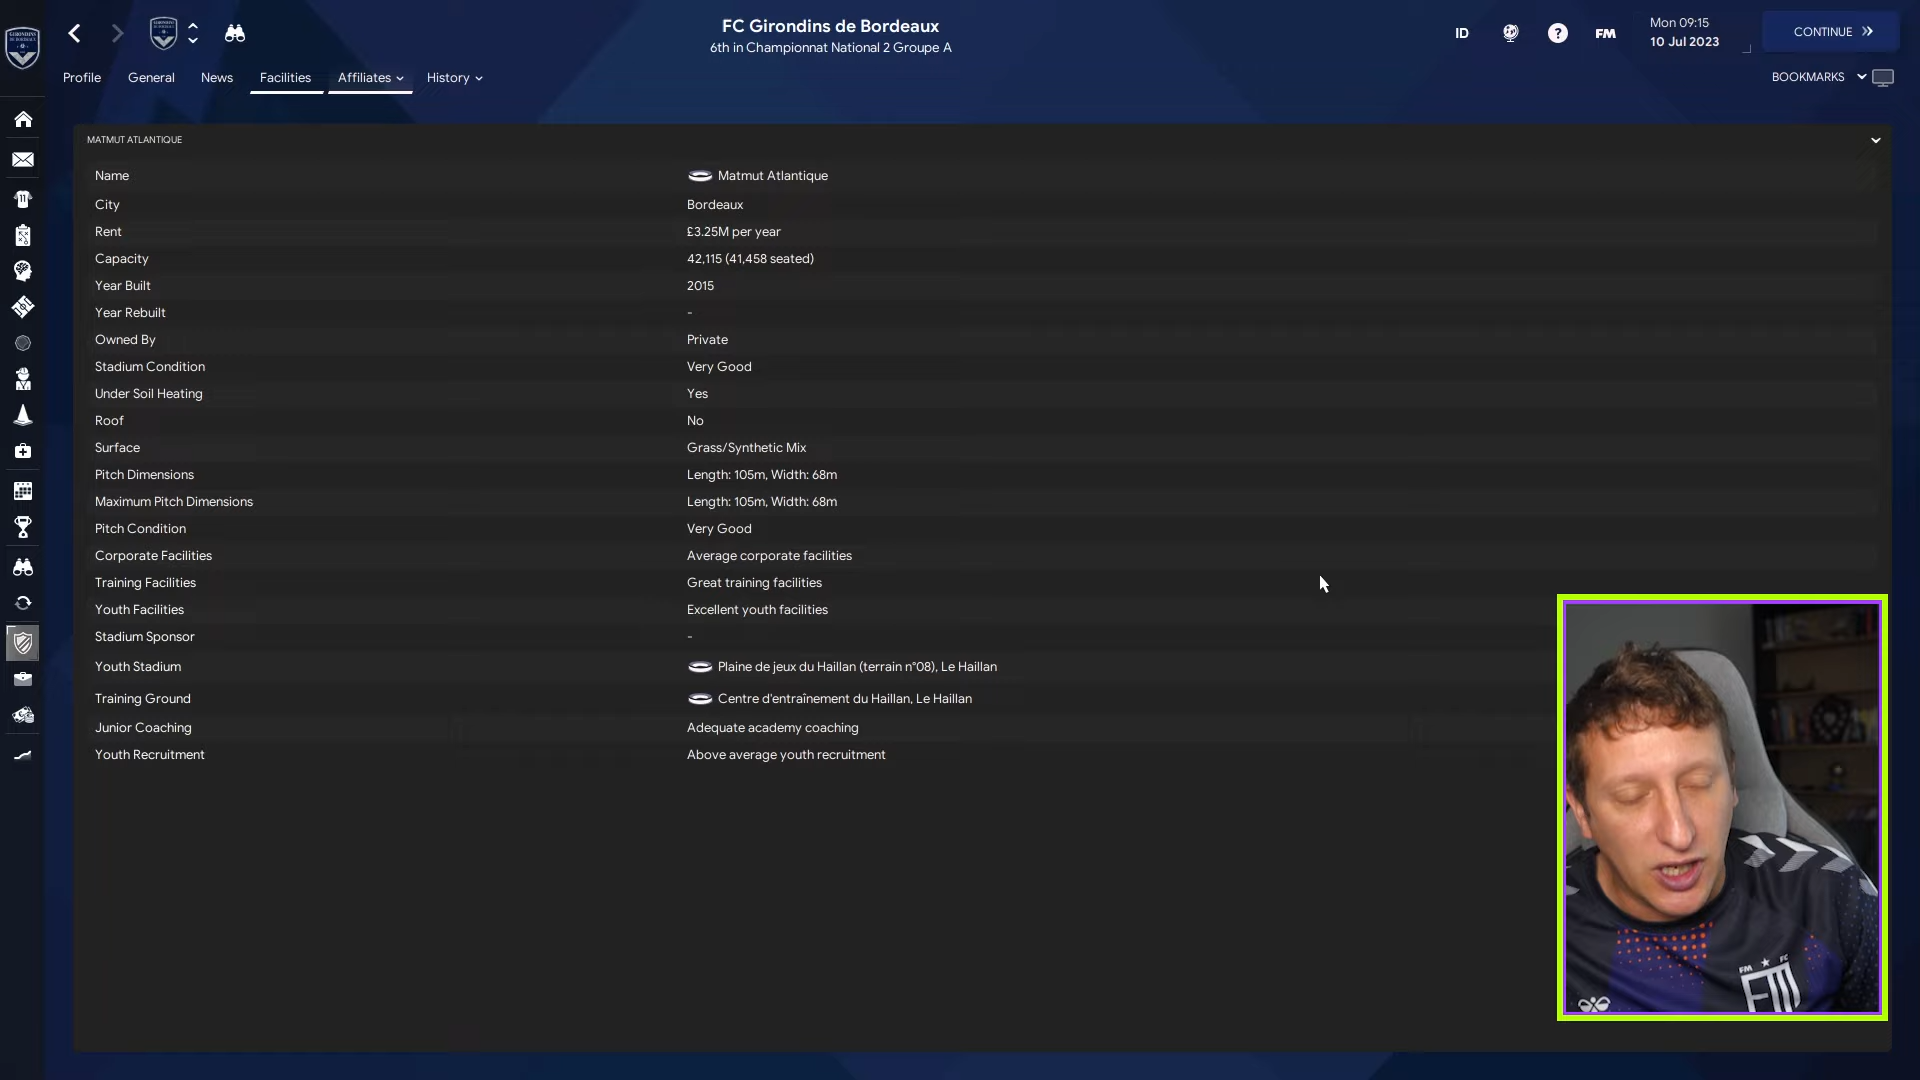 FC Girondins de Bordeaux
6th in Championnat National 2 Groupe A
ID
?
FM
Mon 09:15
10 Jul 2023
CONTINUE
Profile
General
News
Facilities
Affiliates
History
BOOKMARKS
MATMUT ATLANTIQUE
Name Matmut Atlantique
City Bordeaux
Rent £3.25M per year
Capacity 42,115 (41,458 seated)
Year Built 2015
Year Rebuilt -
Owned By Private
Stadium Condition Very Good
Under Soil Heating Yes
Roof No
Surface Grass/Synthetic Mix
Pitch Dimensions Length: 105m, Width: 68m
Maximum Pitch Dimensions Length: 105m, Width: 68m
Pitch Condition Very Good
Corporate Facilities Average corporate facilities
Training Facilities Great training facilities
Youth Facilities Excellent youth facilities
Stadium Sponsor -
Youth Stadium Plaine de jeux du Haillan (terrain n°08), Le Haillan
Training Ground Centre d'entraînement du Haillan, Le Haillan
Junior Coaching Adequate academy coaching
Youth Recruitment Above average youth recruitment
FM FC